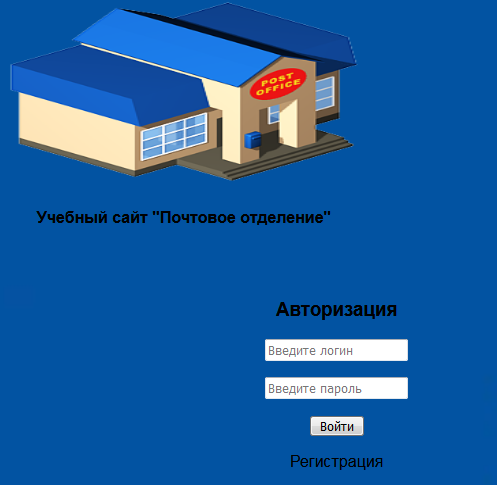 POST
OFFICE
Учебный сайт "Почтовое отделение"
Авторизация
Введите логин
Введите пароль
Войти
Регистрация